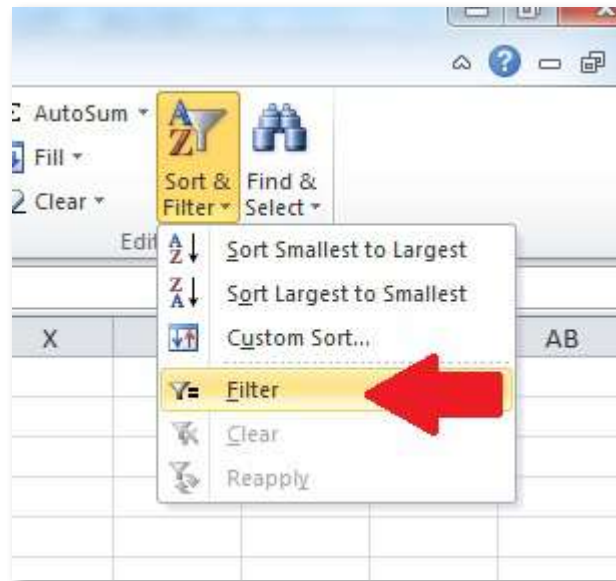 Σ AutoSum
Fill
Clear
Sort &
Filter
Find &
Select
Edit
Sort Smallest to Largest
Sort Largest to Smallest
Custom Sort...
Filter
Clear
Reapply
X
AB